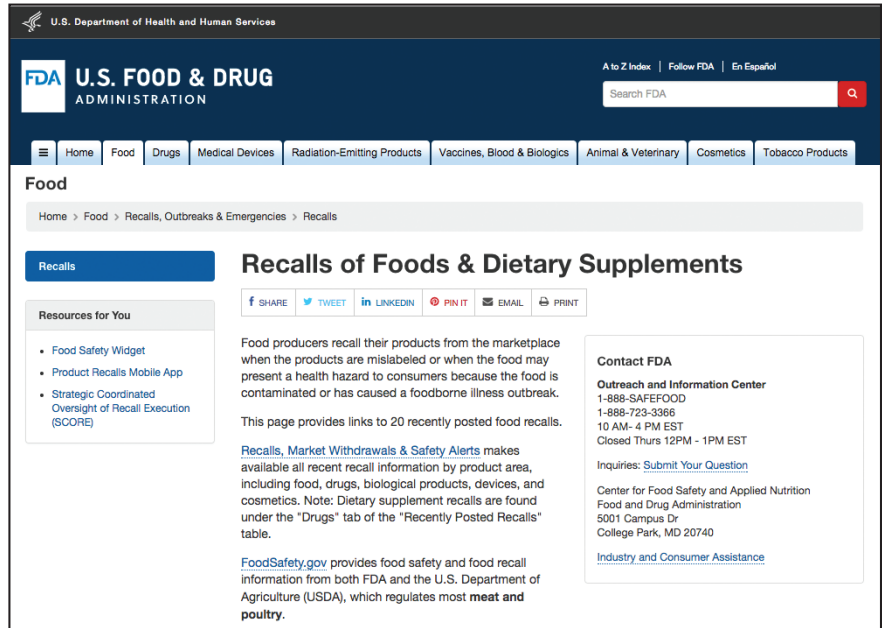 U.S. Department of Health and Human Services
A to Z Index | Follow FDA | En Español
FDA U.S. FOOD & DRUG
ADMINISTRATION
Search FDA
Home Food Drugs Medical Devices Radiation-Emitting Products Vaccines, Blood & Biologics Animal & Veterinary Cosmetics Tobacco Products
Food
Home > Food > Recalls, Outbreaks & Emergencies > Recalls
Recalls
Resources for You
• Food Safety Widget
• Product Recalls Mobile App
• Strategic Coordinated
Oversight of Recall Execution
(SCORE)
Recalls of Foods & Dietary Supplements
f SHARE TWEET in LINKEDIN PIN IT EMAIL PRINT
Food producers recall their products from the marketplace
when the products are mislabeled or when the food may
present a health hazard to consumers because the food is
contaminated or has caused a foodborne illness outbreak.
This page provides links to 20 recently posted food recalls.
Recalls, Market Withdrawals & Safety Alerts makes
available all recent recall information by product area,
including food, drugs, biological products, devices, and
cosmetics. Note: Dietary supplement recalls are found
under the "Drugs" tab of the "Recently Posted Recalls"
table.
FoodSafety.gov provides food safety and food recall
information from both FDA and the U.S. Department of
Agriculture (USDA), which regulates most meat and
poultry.
Contact FDA
Outreach and Information Center
1-888-SAFEFOOD
1-888-723-3366
10 AM- 4 PM EST
Closed Thurs 12PM - 1PM EST
Inquiries: Submit Your Question
Center for Food Safety and Applied Nutrition
Food and Drug Administration
5001 Campus Dr
College Park, MD 20740
Industry and Consumer Assistance